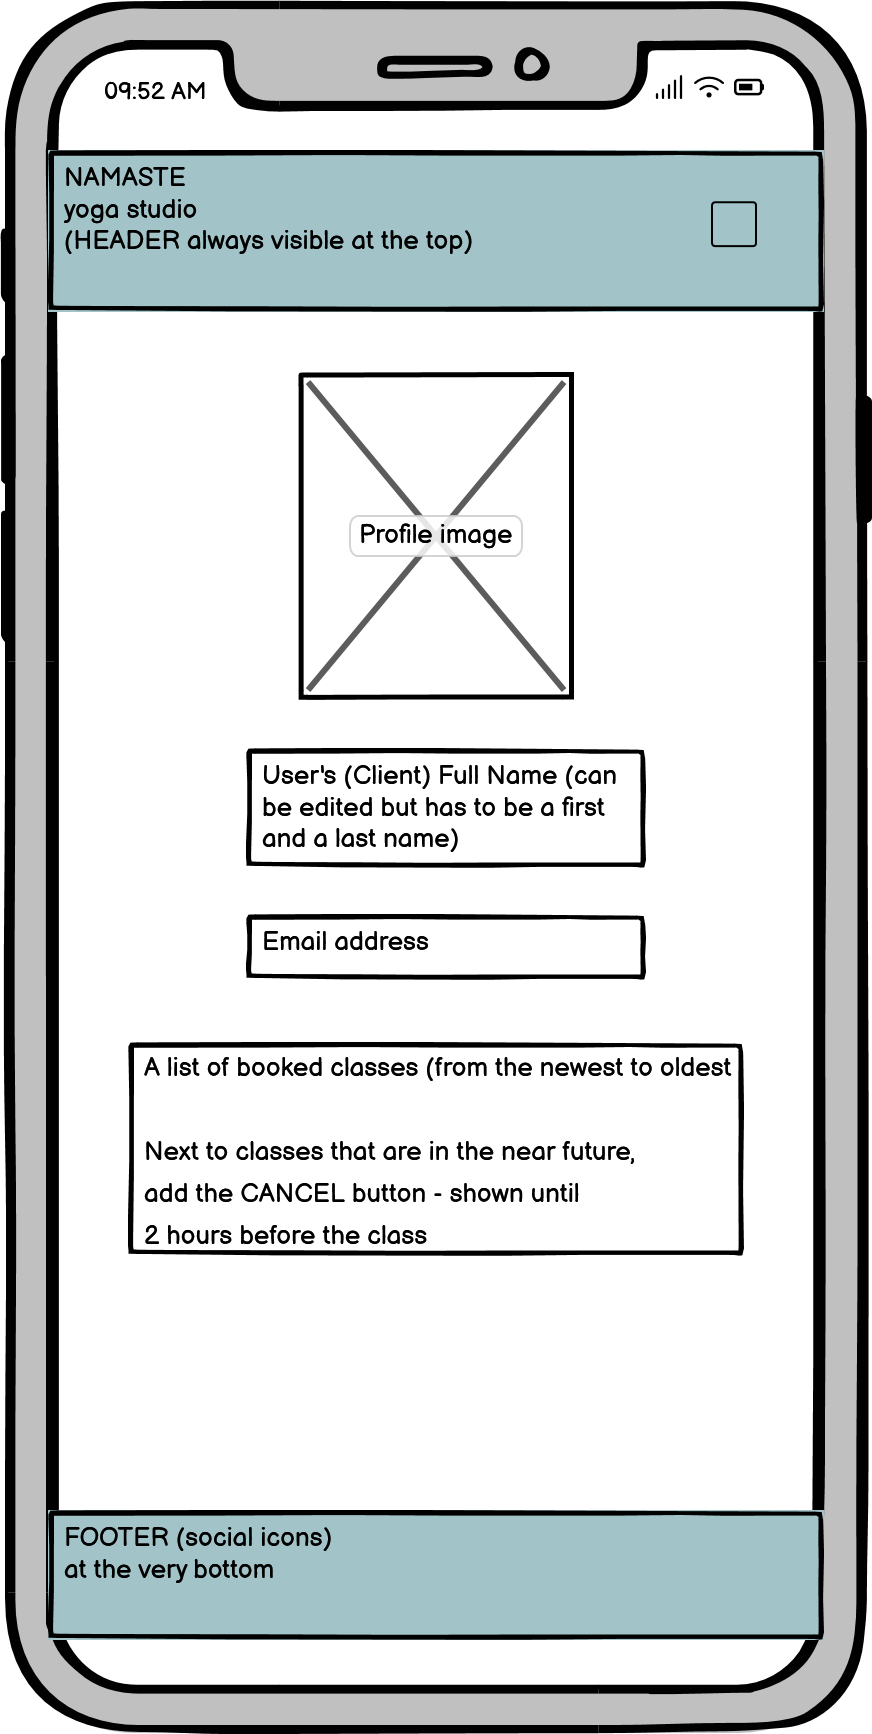 09:52 AM
NAMASTE
yoga studio
(HEADER always visible at the top)
Profile image
User's (Client) Full Name (can
be edited but has to be a first
and a last name)
Email address
A list of booked classes (from the newest to oldest
Next to classes that are in the near future,
add the CANCEL button - shown until
2 hours before the class
FOOTER (social icons)
at the very bottom